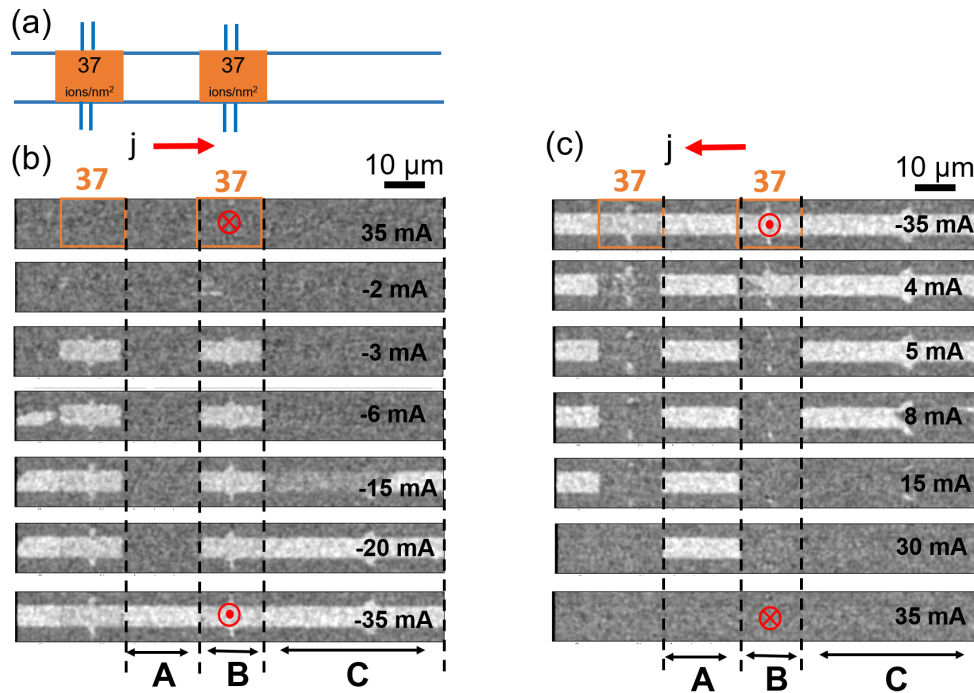 (a)
37 37
ions/nm² ions/nm²
j
(b)
37 37
10 µm
35 mA
-2 mA
-3 mA
-6 mA
-15 mA
-20 mA
-35 mA
A B C
j
(c)
37 37
10 µm
-35 mA
4 mA
5 mA
8 mA
15 mA
30 mA
35 mA
A B C